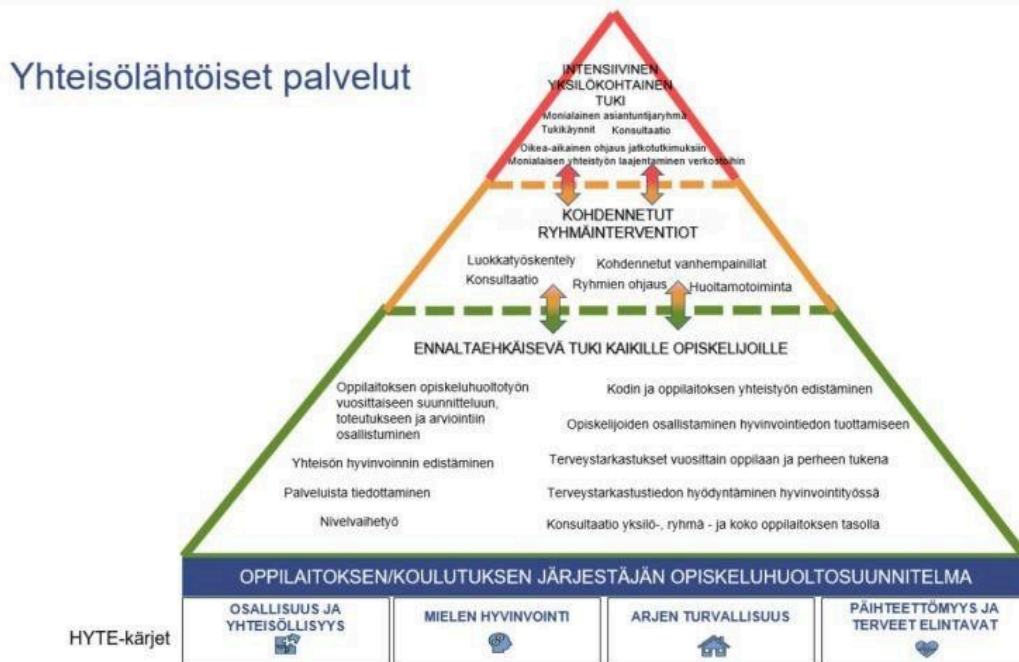 Yhteisölähtöiset palvelut
INTENSIIVINEN
YKSILÖKOHTAINEN
TUKI
Monialainen asiantuntijaryhmä
Tukikäynnit Konsultaatio
Oikea-aikainen ohjaus jatkotutkimuksiin
Monialaisen yhteistyön laajentaminen verkostoihin
KOHDENNETUT
RYHMÄINTERVENTIOT
Luokkatyöskentely
Kohdennetut vanhempainillat
Konsultaatio
Ryhmien ohjaus
Huoltamotoiminta
ENNALTAEHKÄISEVÄ TUKI KAIKILLE OPISKELIJOILLE
Oppilaitoksen opiskeluhuoltotyön
vuosittaiseen suunnitteluun,
toteutukseen ja arviointiin
osallistuminen
Yhteisön hyvinvoinnin edistäminen
Palveluista tiedottaminen
Nivelvaihetyö
Kodin ja oppilaitoksen yhteistyön edistäminen
Opiskelijoiden osallistaminen hyvinvointiedon tuottamiseen
Terveystarkastukset vuosittain oppilaan ja perheen tukena
Terveystarkastustiedon hyödyntäminen hyvinvointityössä
Konsultaatio yksilö-, ryhmä - ja koko oppilaitoksen tasolla
OPPILAITOKSEN/KOULUTUKSEN JÄRJESTÄJÄN OPISKELUHUOLTOSUUNNITELMA
HYTE-kärjet
OSALLISUUS JA
YHTEISÖLLISYYS
MIELEN HYVINVOINTI
ARJEN TURVALLISUUS
PÄIHTEETTÖMYYS JA
TERVEET ELINTAVAT